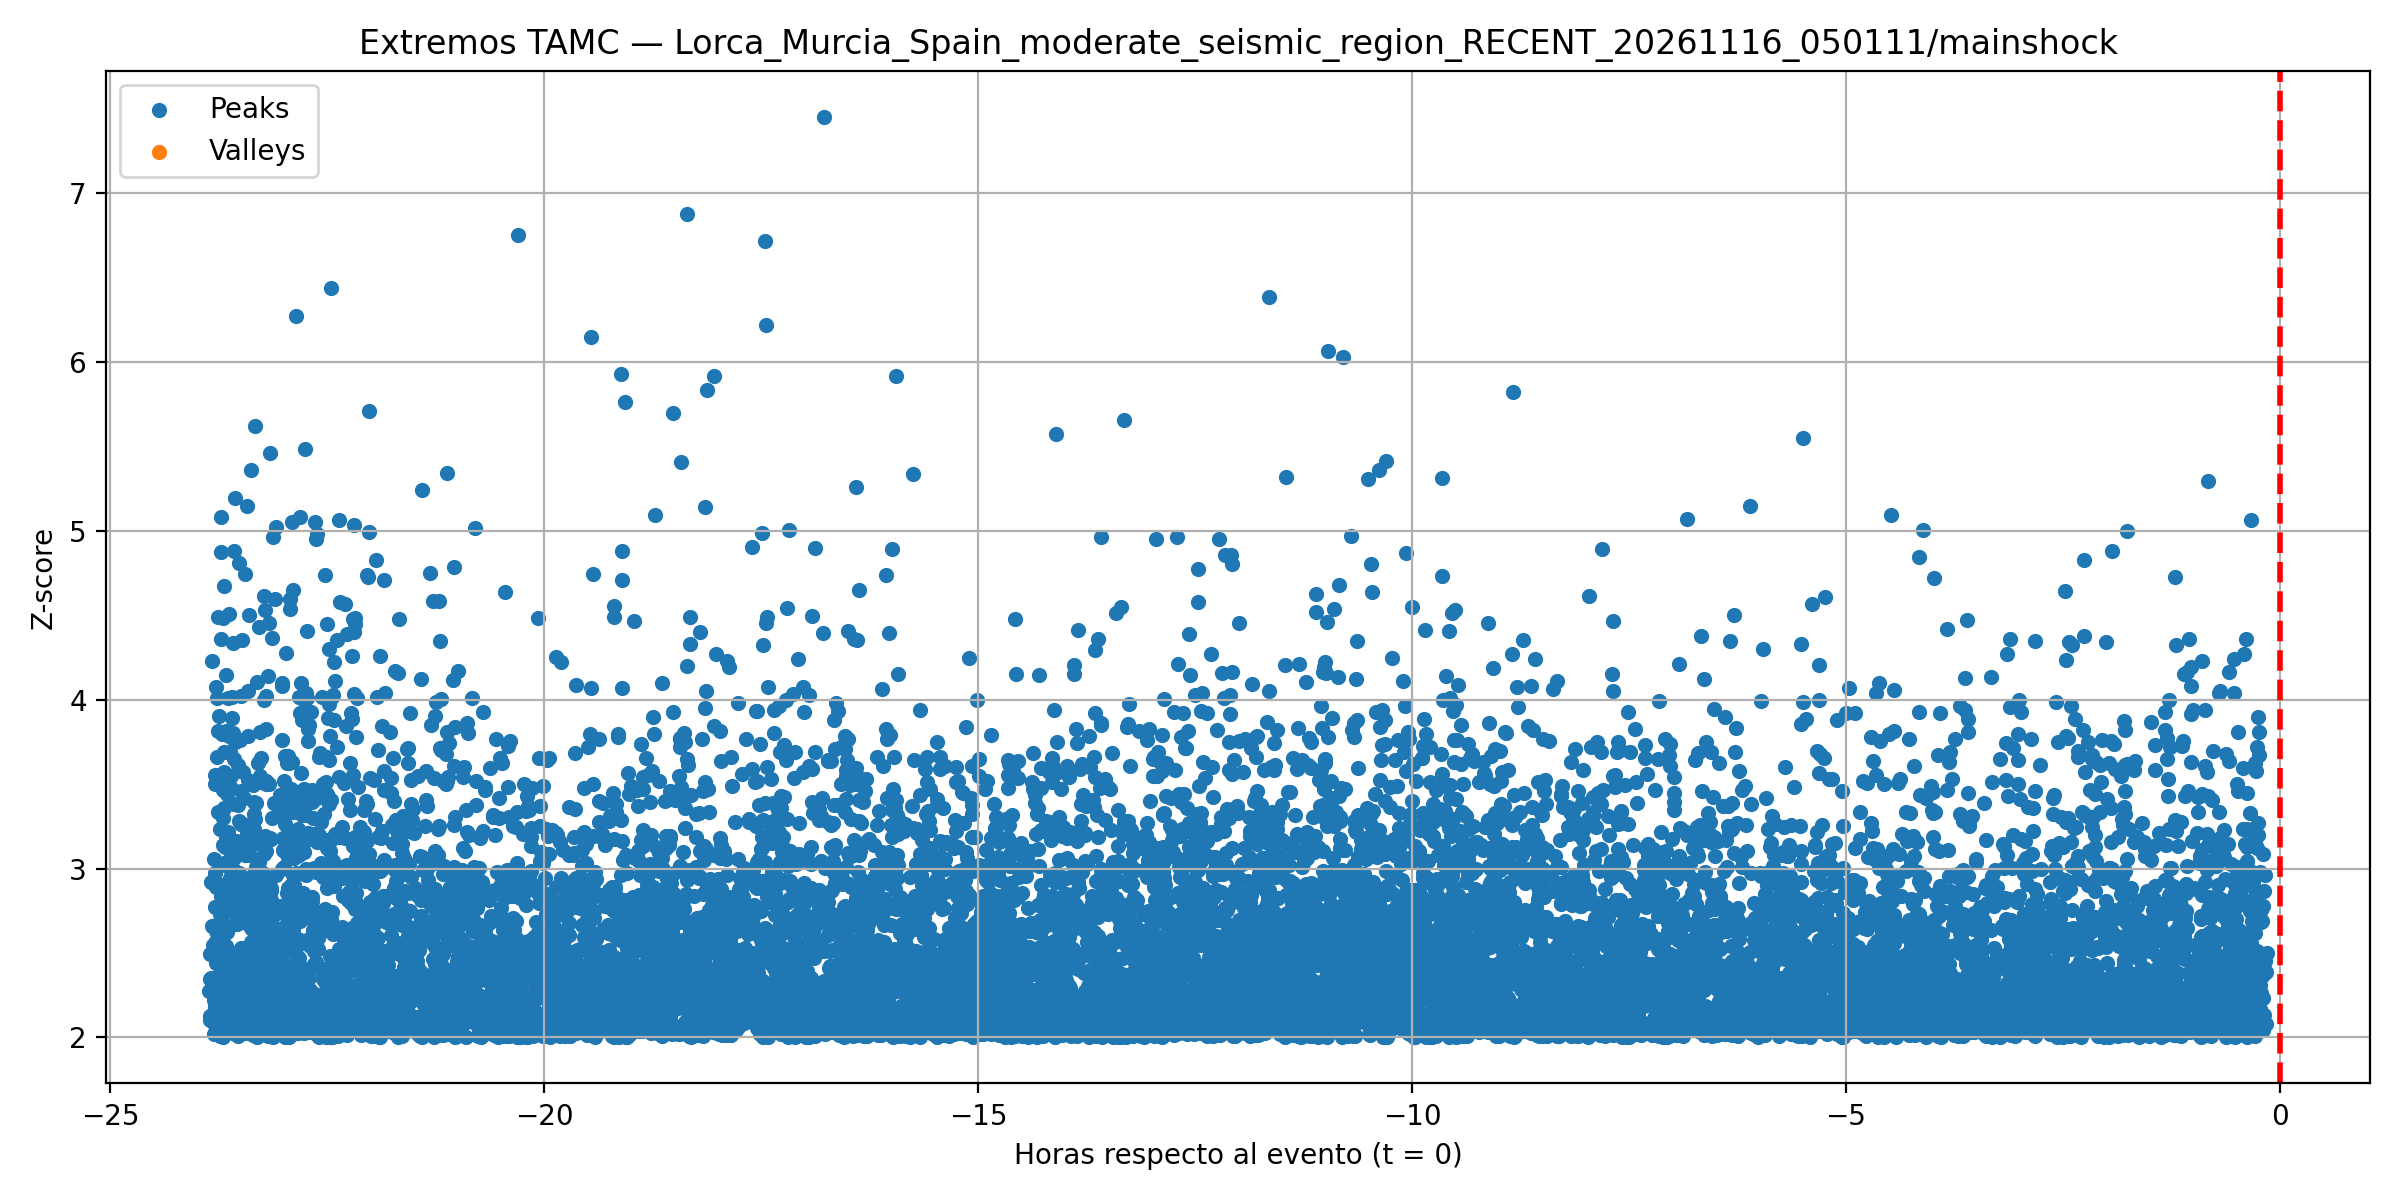 Extremos TAMC — Lorca_Murcia_Spain_moderate_seismic_region_RECENT_20261116_050111/mainshock
Peaks
Valleys
Z-score
7
6
5
4
3
2
−25
−20
−15
−10
−5
0
Horas respecto al evento (t = 0)